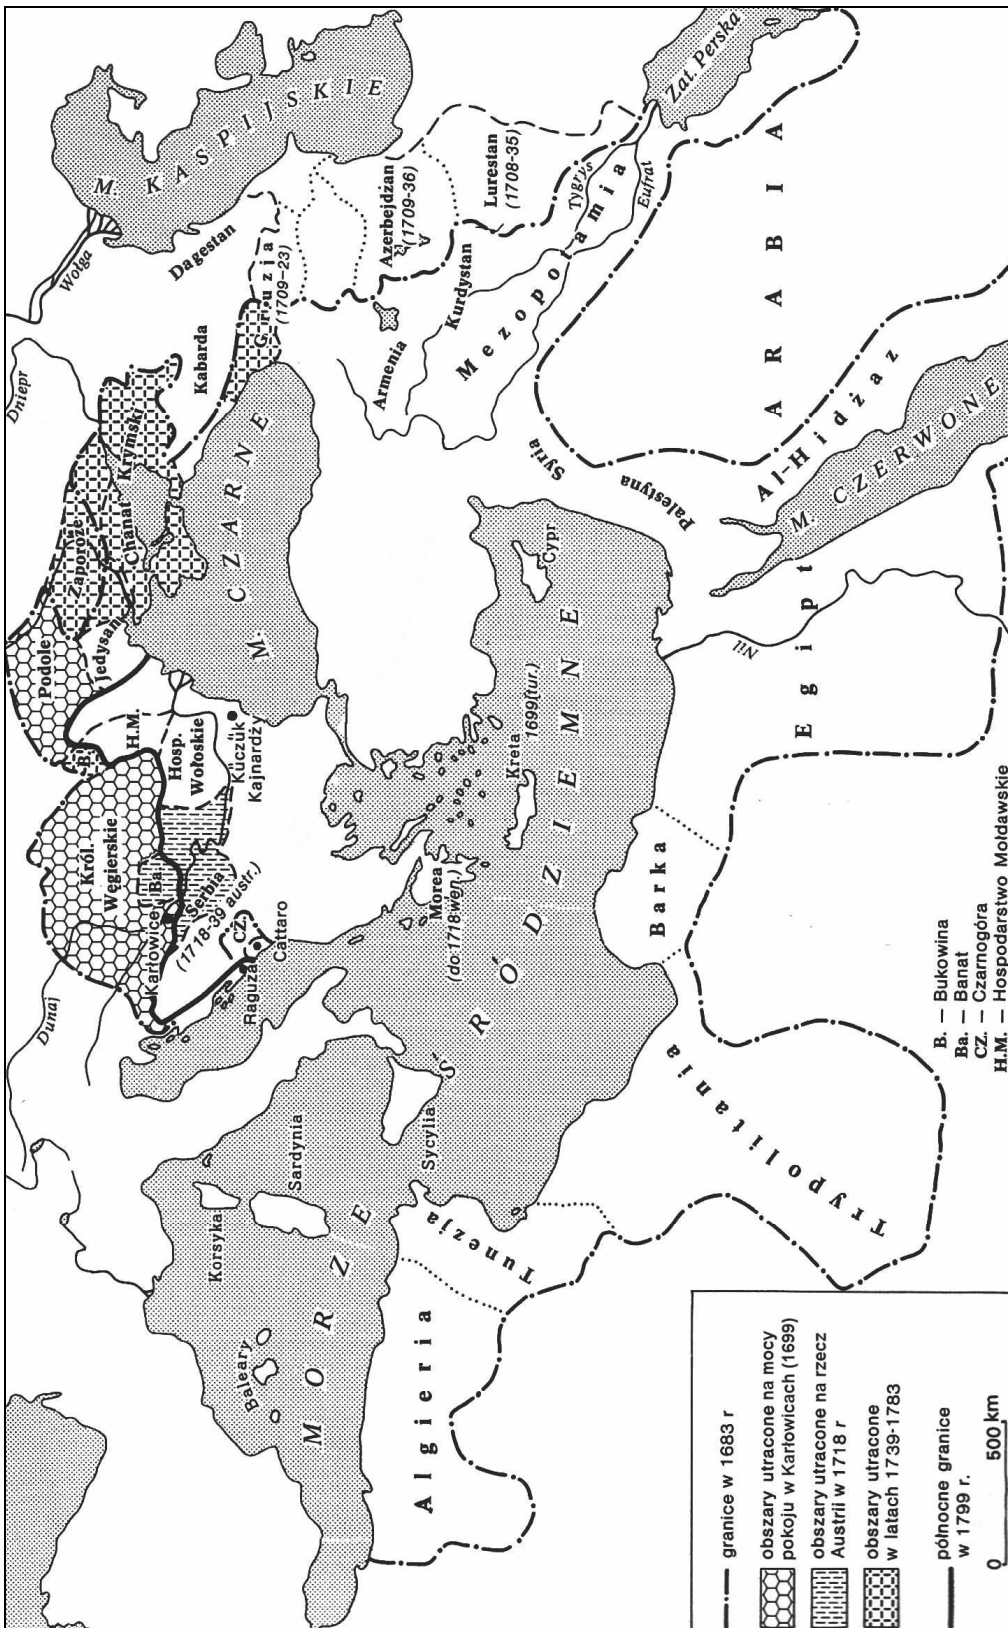 Zat. Perska
M. KASPIJSKIE
Wołga
Dagestan
Dniepr
Kabarda
Gruzja
(1709-23)
Azerbejdżan
(1709-36)
Lurestan
(1708-35)
Kurdystan
Armenia
Tygrys
Eufrat
Mezopotamia
ARABIA
Al-Hidżaz
M. CZERWONE
Syria
Palestyna
Zaporoże
Chanat Krymski
Podole
Jedysan
M. CZARNE
B.
H.M.
Hosp.
Wołoskie
Kuczuk
Kajnardży
Król.
Węgierskie
Ba.
Karłowice
Serbia
(1718-39 austr.)
CZ.
Cattaro
Raguza
Dunaj
Morea
(do 1718 wen.)
Kreta
1699(tur.)
Cypr
MORZE ŚRÓDZIEMNE
Nil
Egipt
Barka
Trypolitania
Tunezja
Algieria
Sycylia
Sardynia
Korsyka
Baleary
B. – Bukowina
Ba. – Banat
CZ. – Czarnogóra
H.M. – Hospodarstwo Mołdawskie
granice w 1683 r
obszary utracone na mocy
pokoju w Karłowicach (1699)
obszary utracone na rzecz
Austrii w 1718 r
obszary utracone
w latach 1739-1783
północne granice
w 1799 r.
0 500 km